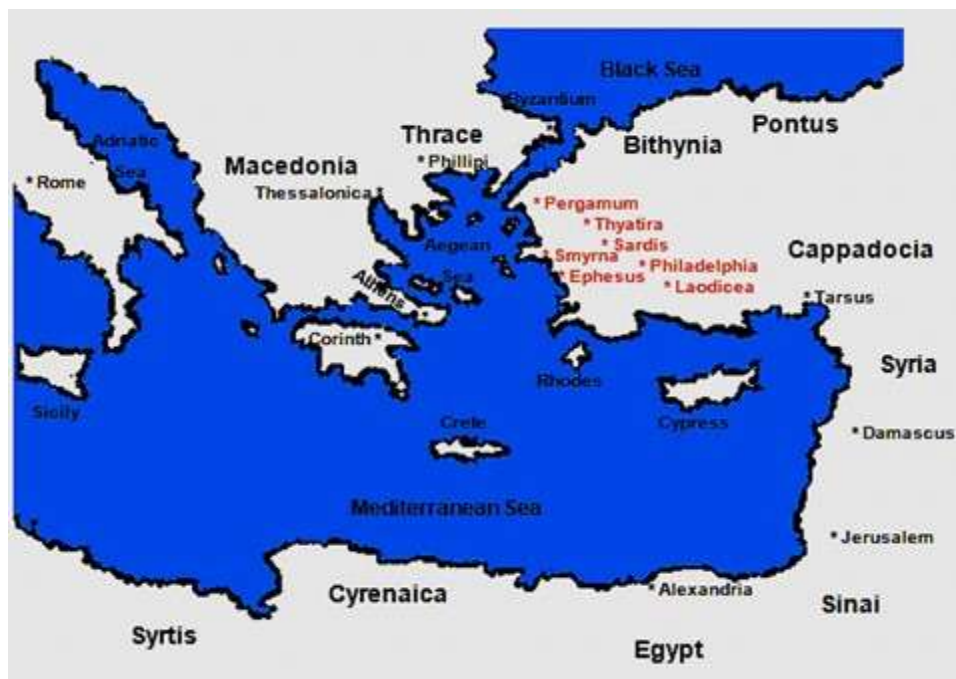 Black Sea
Byzantium
Pontus
Thrace
Bithynia
Adriatic
Sea
Macedonia
Phillipi
Rome
Thessalonica
Pergamum
Thyatira
Sardis
Aegean
Sea
Smyrna
Cappadocia
Philadelphia
Ephesus
Laodicea
Athens
Tarsus
Corinth
Syria
Rhodes
Sicily
Crete
Cypress
Damascus
Mediterranean Sea
Jerusalem
Cyrenaica
Alexandria
Sinai
Syrtis
Egypt